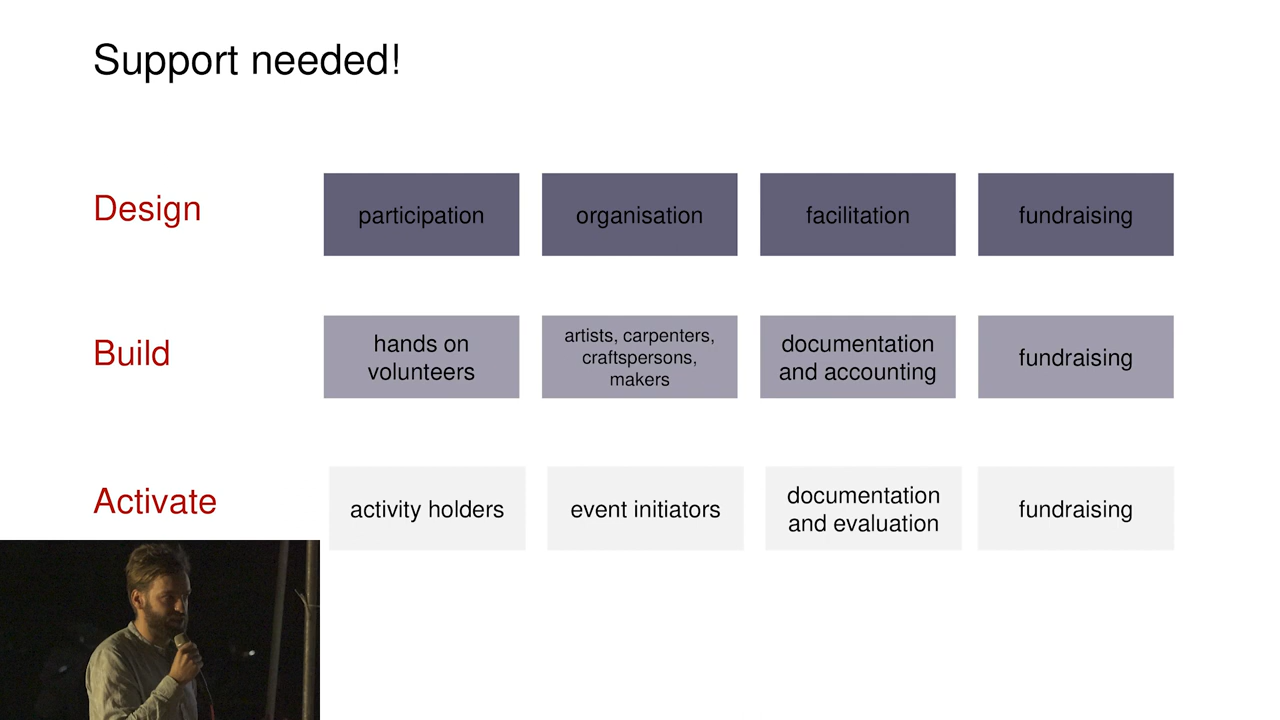 Support needed!
Design
participation
organisation
facilitation
fundraising
Build
hands on
volunteers
artists, carpenters,
craftspersons,
makers
documentation
and accounting
fundraising
Activate
activity holders
event initiators
documentation
and evaluation
fundraising